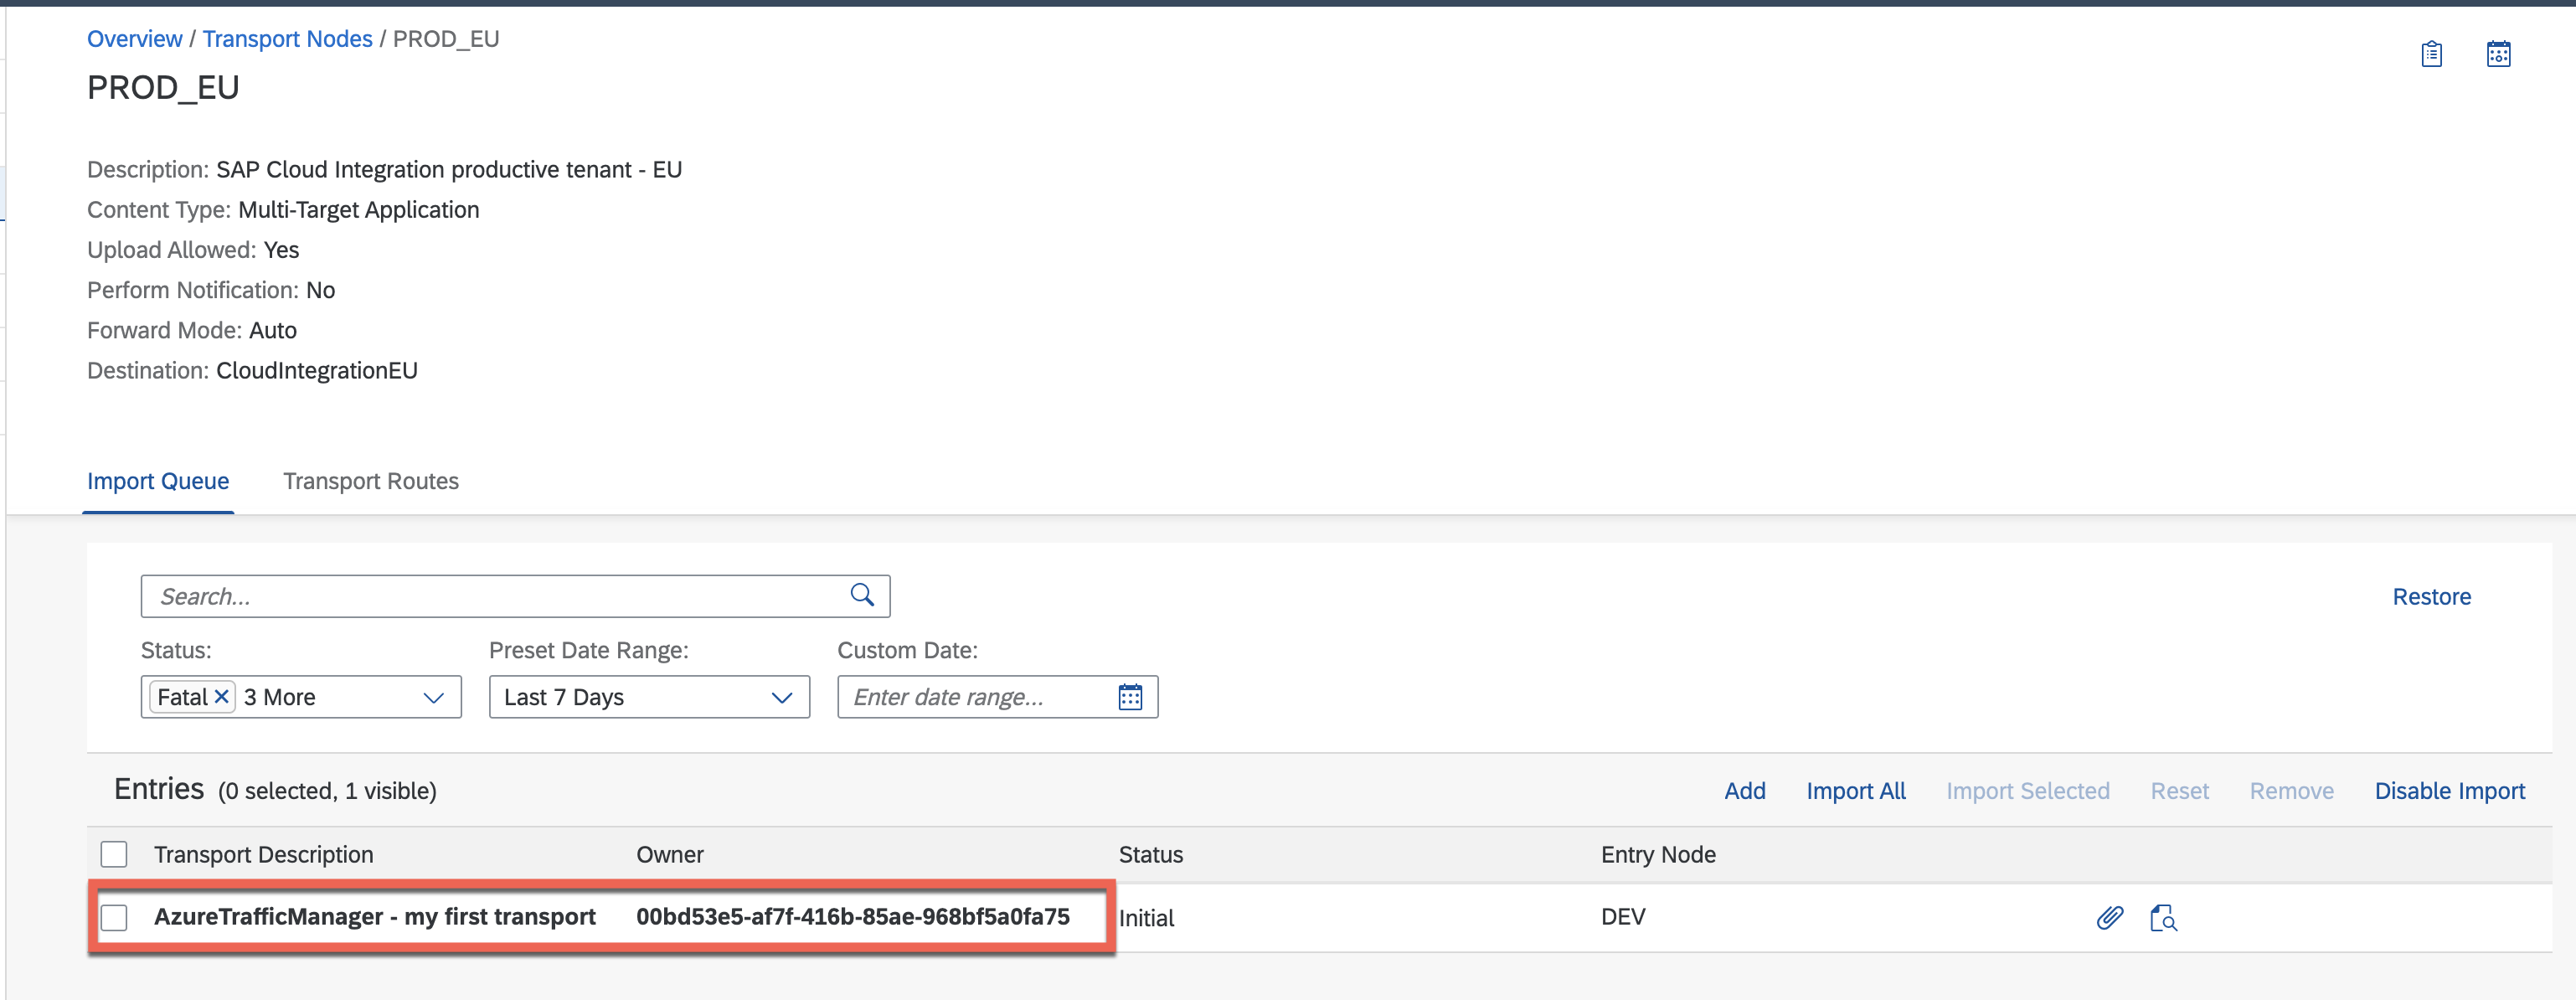 Overview / Transport Nodes / PROD_EU
PROD_EU
Description: SAP Cloud Integration productive tenant - EU
Content Type: Multi-Target Application
Upload Allowed: Yes
Perform Notification: No
Forward Mode: Auto
Destination: CloudIntegrationEU
Import Queue Transport Routes
Search...
Restore
Status: Preset Date Range: Custom Date:
Fatal 3 More Last 7 Days Enter date range...
Entries (0 selected, 1 visible) Add Import All Import Selected Reset Remove Disable Import
Transport Description Owner Status Entry Node
AzureTrafficManager - my first transport 00bd53e5-af7f-416b-85ae-968bf5a0fa75 Initial DEV